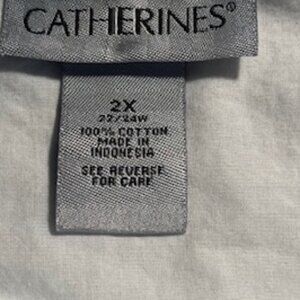 CATHERINES®
2X
22/24W
100% COTTON
MADE IN
INDONESIA
SEE REVERSE
FOR CARE